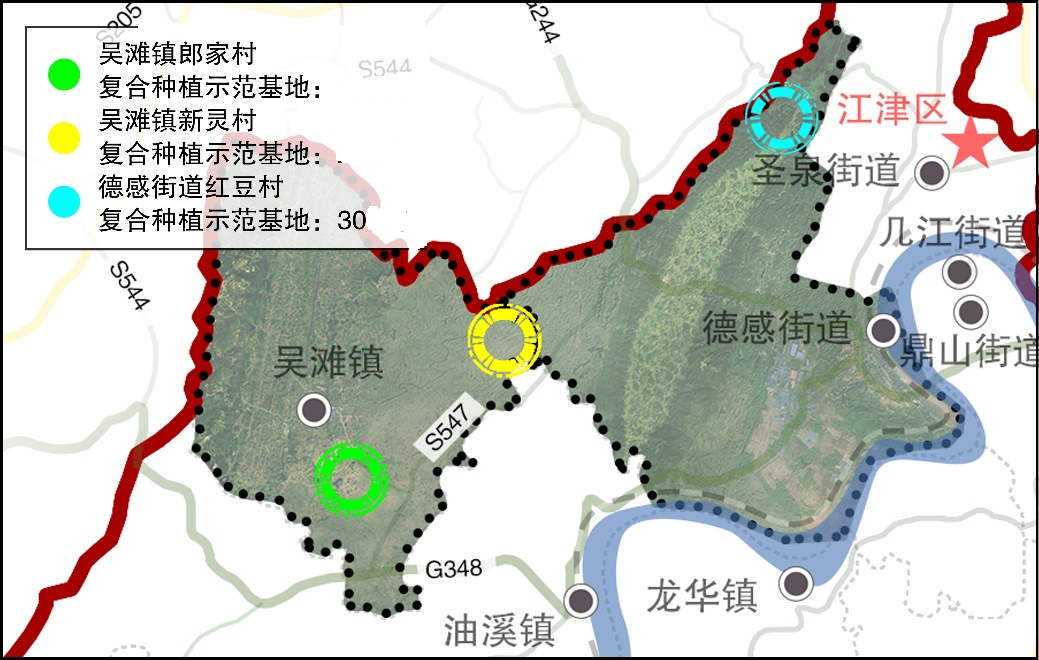 S205
G244
吴滩镇郎家村
复合种植示范基地：
S544
吴滩镇新灵村
复合种植示范基地：.
德感街道红豆村
复合种植示范基地：30
江津区
圣泉街道
几江街道
S544
德感街道
鼎山街道
吴滩镇
S547
G348
龙华镇
油溪镇